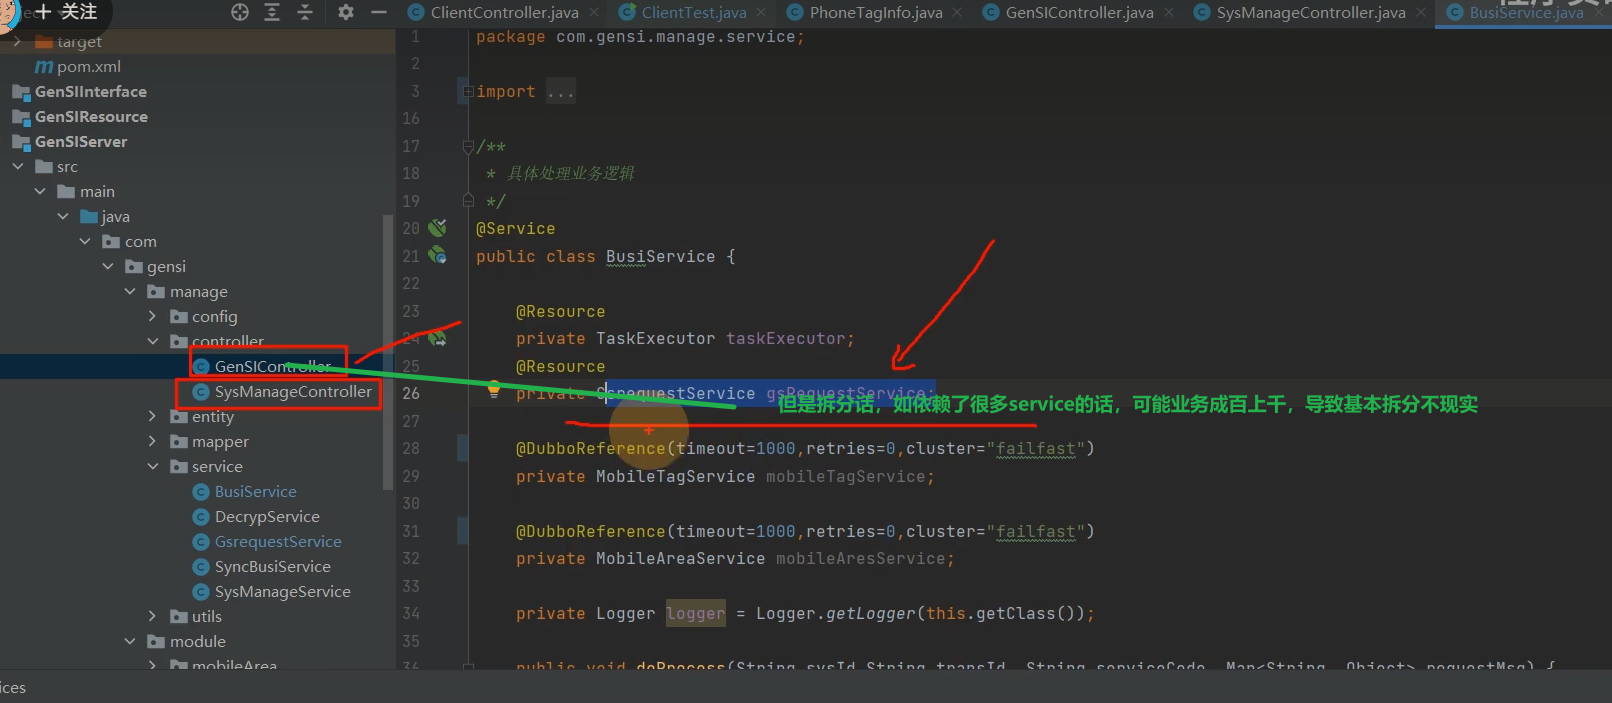 关注
ClientController.java
ClientTest.java
PhoneTagInfo.java
GenSIController.java
SysManageController.java
BusiService.java
target
pom.xml
GenSIInterface
GenSIResource
GenSIServer
src
main
java
com
gensi
manage
config
controller
GenSIController
SysManageController
entity
mapper
service
BusiService
DecrypService
GsrequestService
SyncBusiService
SysManageService
utils
module
mobileArea
ices
1 package com.gensi.manage.service;
2
3 import ...
16
17 /**
18 * 具体处理业务逻辑
19 */
20 @Service
21 public class BusiService {
22
23 @Resource
24 private TaskExecutor taskExecutor;
25 @Resource
26 private GsrequestService gsRequestService;
但是拆分话，如依赖了很多service的话，可能业务成百上千，导致基本拆分不现实
27
28 @DubboReference(timeout=1000,retries=0,cluster="failfast")
29 private MobileTagService mobileTagService;
30
31 @DubboReference(timeout=1000,retries=0,cluster="failfast")
32 private MobileAreaService mobileAresService;
33
34 private Logger logger = Logger.getLogger(this.getClass());
35
36 public void doProcess(String sysId,String transId, String serviceCode, Map<String, Object> requestMsg) {